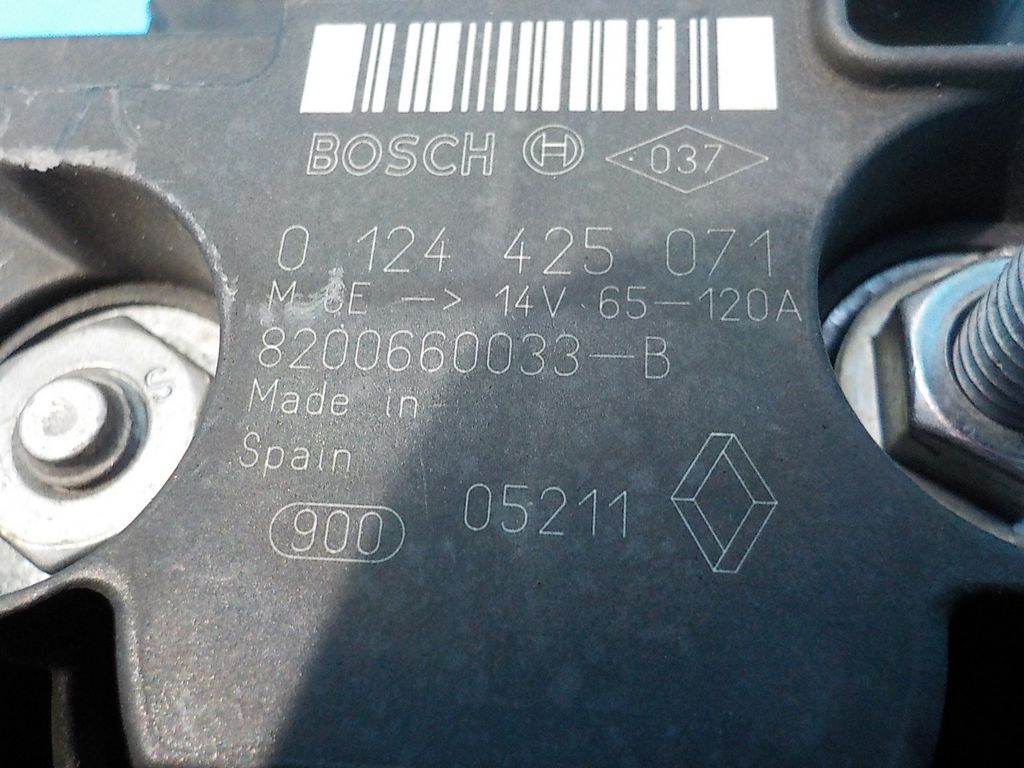 BOSCH 037
0 124 425 071
14V 65-120A
8200660033-B
Made in
Spain
900 05211
S